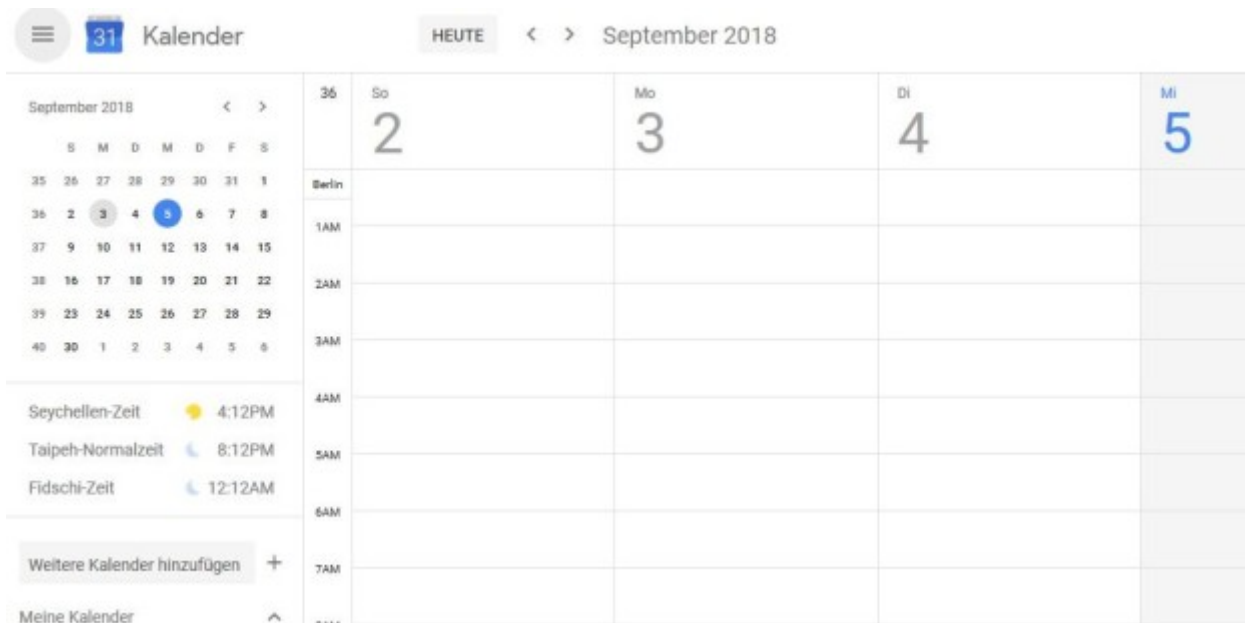 31 Kalender HEUTE < > September 2018
September 2018 < >
S M D M D F S
35 26 27 28 29 30 31 1
36 2 3 4 5 6 7 8
37 9 10 11 12 13 14 15
38 16 17 18 19 20 21 22
39 23 24 25 26 27 28 29
40 30 1 2 3 4 5 6
Seychellen-Zeit 4:12PM
Taipeh-Normalzeit 8:12PM
Fidschi-Zeit 12:12AM
Weitere Kalender hinzufügen +
Meine Kalender
36 So Mo Di Mi
2 3 4 5
Berlin
1AM
2AM
3AM
4AM
5AM
6AM
7AM